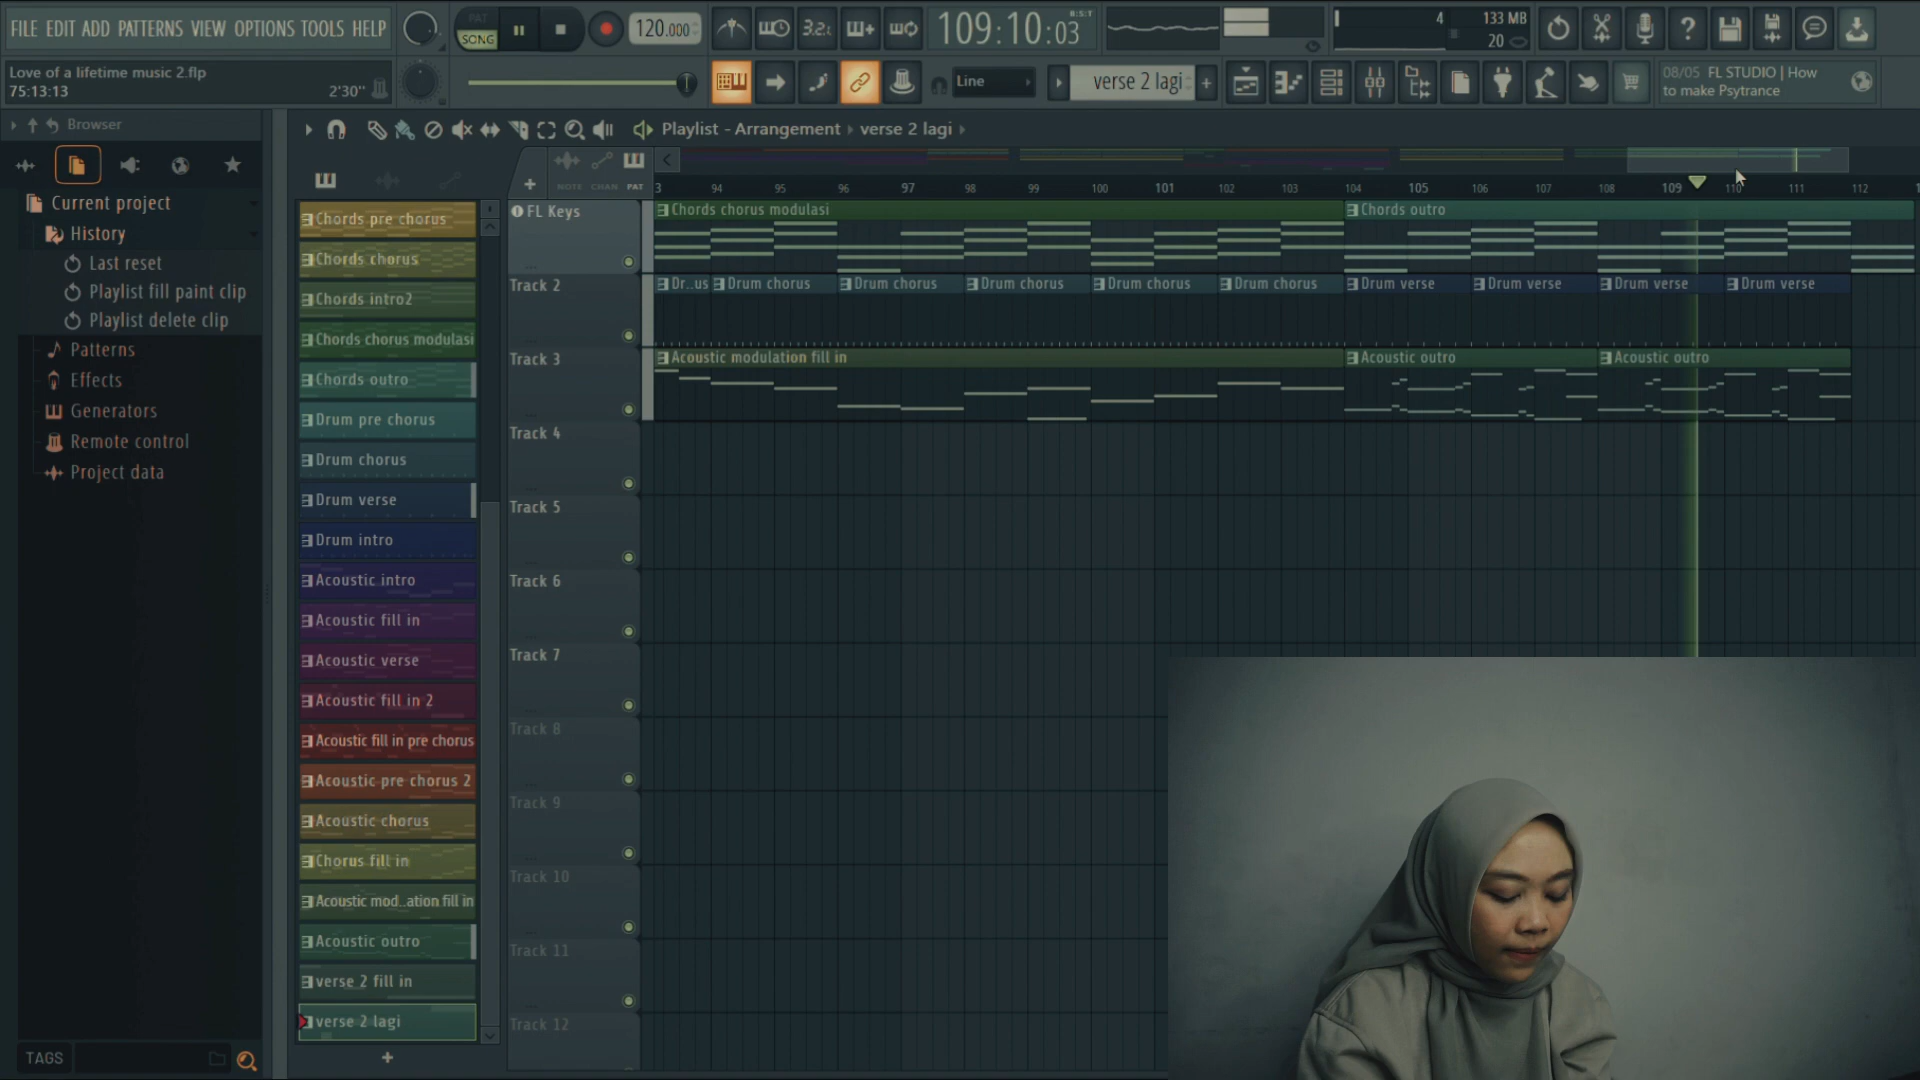 FILE EDIT ADD PATTERNS VIEW OPTIONS TOOLS HELP
PAT
SONG
120.000
3.2:
109:10:03
B:S:T
4
133 MB
20
Love of a lifetime music 2.flp
75:13:13
2'30"
Line
verse 2 lagi
08/05 FL STUDIO | How
to make Psytrance
Browser
Playlist - Arrangement
verse 2 lagi
NOTE CHAN PAT
3 94 95 96 97 98 99 100 101 102 103 104 105 106 107 108 109 110 111 112
Current project
History
Last reset
Playlist fill paint clip
Playlist delete clip
Patterns
Effects
Generators
Remote control
Project data
TAGS
Chords pre chorus
Chords chorus
Chords intro2
Chords chorus modulasi
Chords outro
Drum pre chorus
Drum chorus
Drum verse
Drum intro
Acoustic intro
Acoustic fill in
Acoustic verse
Acoustic fill in 2
Acoustic fill in pre chorus
Acoustic pre chorus 2
Acoustic chorus
Chorus fill in
Acoustic mod..ation fill in
Acoustic outro
verse 2 fill in
verse 2 lagi
FL Keys
Chords chorus modulasi
Chords outro
Track 2
Dr..us
Drum chorus
Drum chorus
Drum chorus
Drum chorus
Drum chorus
Drum verse
Drum verse
Drum verse
Drum verse
Track 3
Acoustic modulation fill in
Acoustic outro
Acoustic outro
Track 4
Track 5
Track 6
Track 7
Track 8
Track 9
Track 10
Track 11
Track 12